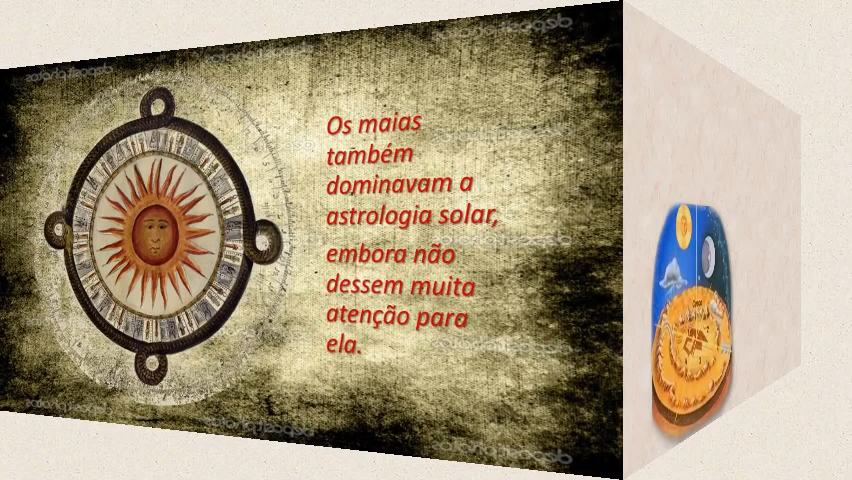 Os maias
também
dominavam a
astrologia solar,
embora não
dessem muita
atenção para
ela.